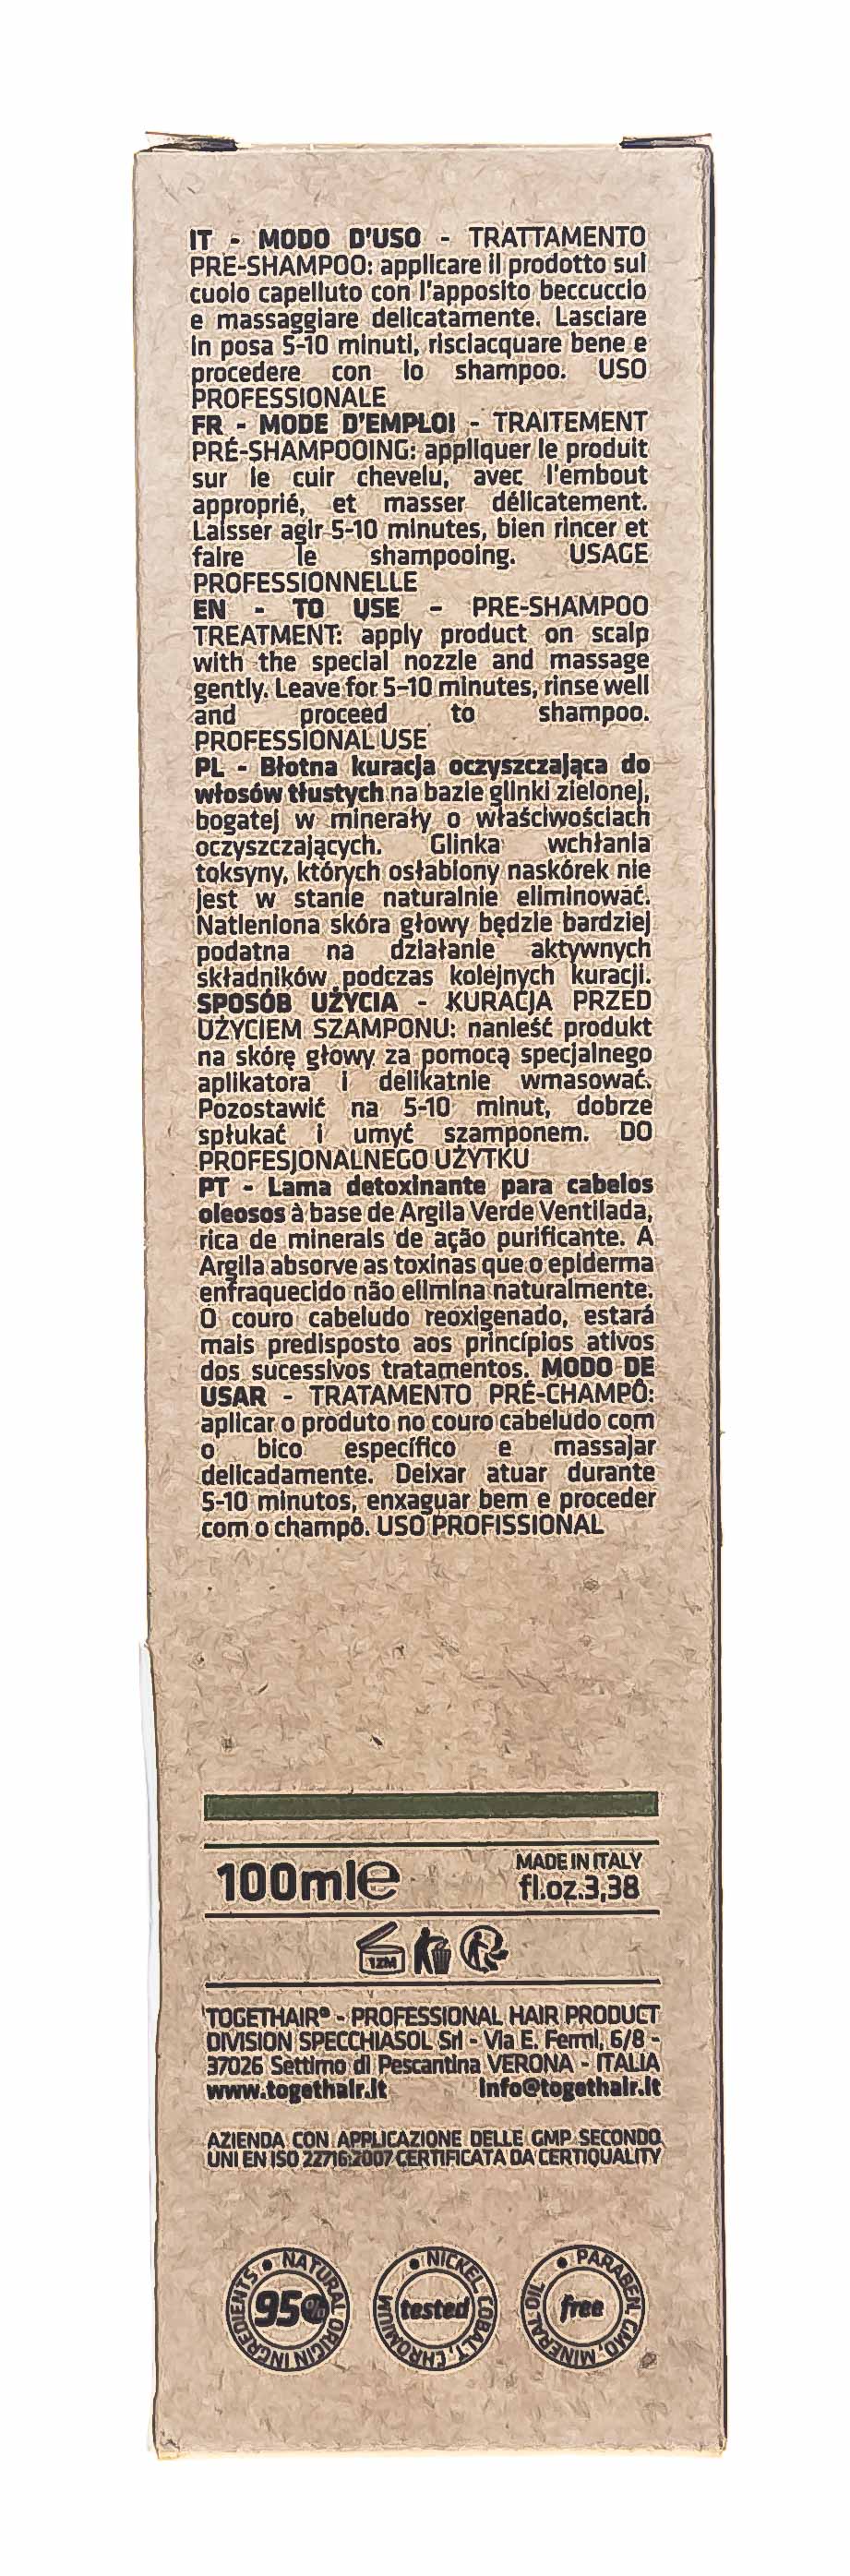 IT - MODO D'USO - TRATTAMENTO
PRE-SHAMPOO: applicare il prodotto sul
cuoio capelluto con l'apposito beccuccio
e massaggiare delicatamente. Lasciare
in posa 5-10 minuti, risciacquare bene e
procedere con lo shampoo. USO
PROFESSIONALE
FR - MODE D'EMPLOI - TRAITEMENT
PRÉ-SHAMPOOING: appliquer le produit
sur le cuir chevelu, avec l'embout
approprié, et masser délicatement.
Laisser agir 5-10 minutes, bien rincer et
faire le shampooing. USAGE
PROFESSIONNELLE
EN - TO USE - PRE-SHAMPOO
TREATMENT: apply product on scalp
with the special nozzle and massage
gently. Leave for 5-10 minutes, rinse well
and proceed to shampoo.
PROFESSIONAL USE
PL - Błotna kuracja oczyszczająca do
włosów tłustych na bazie glinki zielonej,
bogatej w minerały o właściwościach
oczyszczających. Glinka wchłania
toksyny, których osłabiony naskórek nie
jest w stanie naturalnie eliminować.
Natleniona skóra głowy będzie bardziej
podatna na działanie aktywnych
składników podczas kolejnych kuracji.
SPOSÓB UŻYCIA - KURACJA PRZED
UŻYCIEM SZAMPONU: nanieść produkt
na skórę głowy za pomocą specjalnego
aplikatora i delikatnie wmasować.
Pozostawić na 5-10 minut, dobrze
spłukać i umyć szamponem. DO
PROFESJONALNEGO UŻYTKU
PT - Lama detoxinante para cabelos
oleosos à base de Argila Verde Ventilada,
rica de minerais de ação purificante. A
Argila absorve as toxinas que o epiderma
enfraquecido não elimina naturalmente.
O couro cabeludo reoxigenado, estará
mais predisposto aos princípios ativos
dos sucessivos tratamentos. MODO DE
USAR - TRATAMENTO PRÉ-CHAMPÔ:
aplicar o produto no couro cabeludo com
o bico específico e massajar
delicadamente. Deixar atuar durante
5-10 minutos, enxaguar bem e proceder
com o champô. USO PROFISSIONAL
100ml e
MADE IN ITALY
fl.oz.3,38
12M
TOGETHAIR® - PROFESSIONAL HAIR PRODUCT
DIVISION SPECCHIASOL Srl - Via E. Fermi, 6/8 -
37026 Settimo di Pescantina VERONA - ITALIA
www.togethair.it info@togethair.it
AZIENDA CON APPLICAZIONE DELLE GMP SECONDO
UNI EN ISO 22716:2007 CERTIFICATA DA CERTIQUALITY
• NATURAL ORIGIN INGREDIENTS
95%
• NICKEL, COBALT, CHROMIUM
tested
• PARABEN, GMO, MINERAL OIL
free